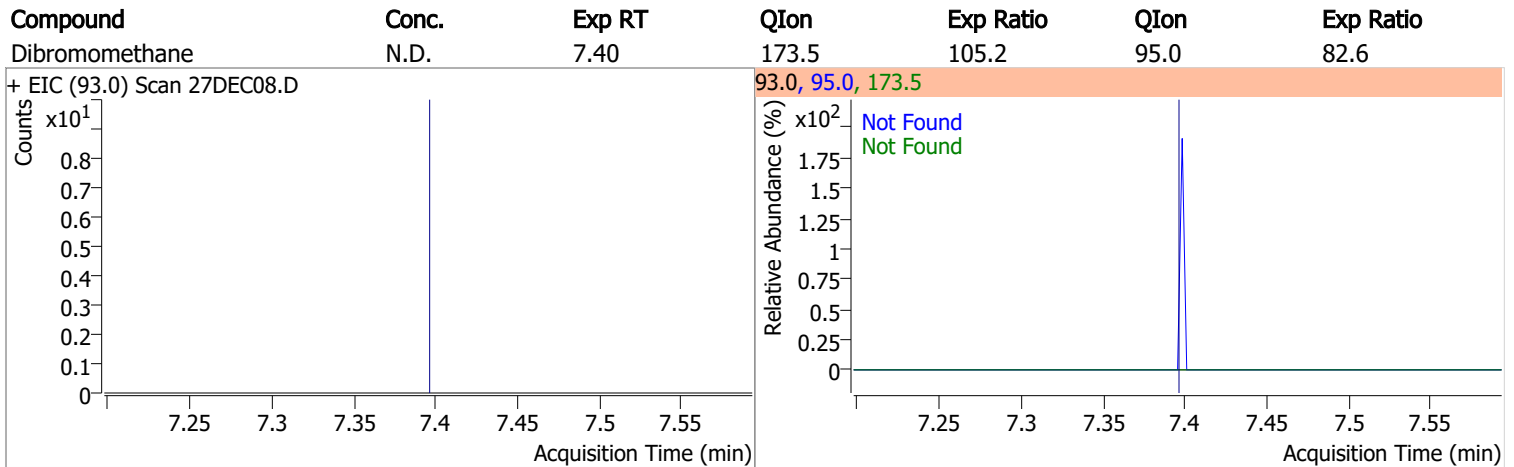 Compound Conc. Exp RT QIon Exp Ratio QIon Exp Ratio
Dibromomethane N.D. 7.40 173.5 105.2 95.0 82.6
+ EIC (93.0) Scan 27DEC08.D
Counts
x10¹
0.8
0.7
0.6
0.5
0.4
0.3
0.2
0.1
0
7.25 7.3 7.35 7.4 7.45 7.5 7.55
Acquisition Time (min)
93.0, 95.0, 173.5
Relative Abundance (%)
x10²
Not Found
Not Found
1.75
1.5
1.25
1
0.75
0.5
0.25
0
7.25 7.3 7.35 7.4 7.45 7.5 7.55
Acquisition Time (min)